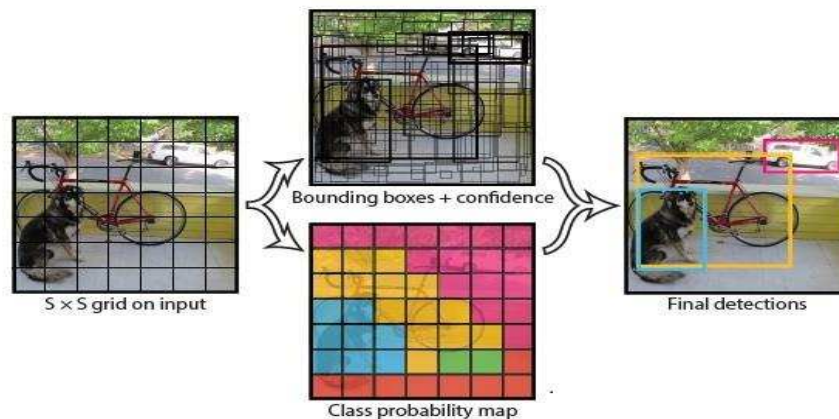 Bounding boxes + confidence
S × S grid on input
Final detections
Class probability map